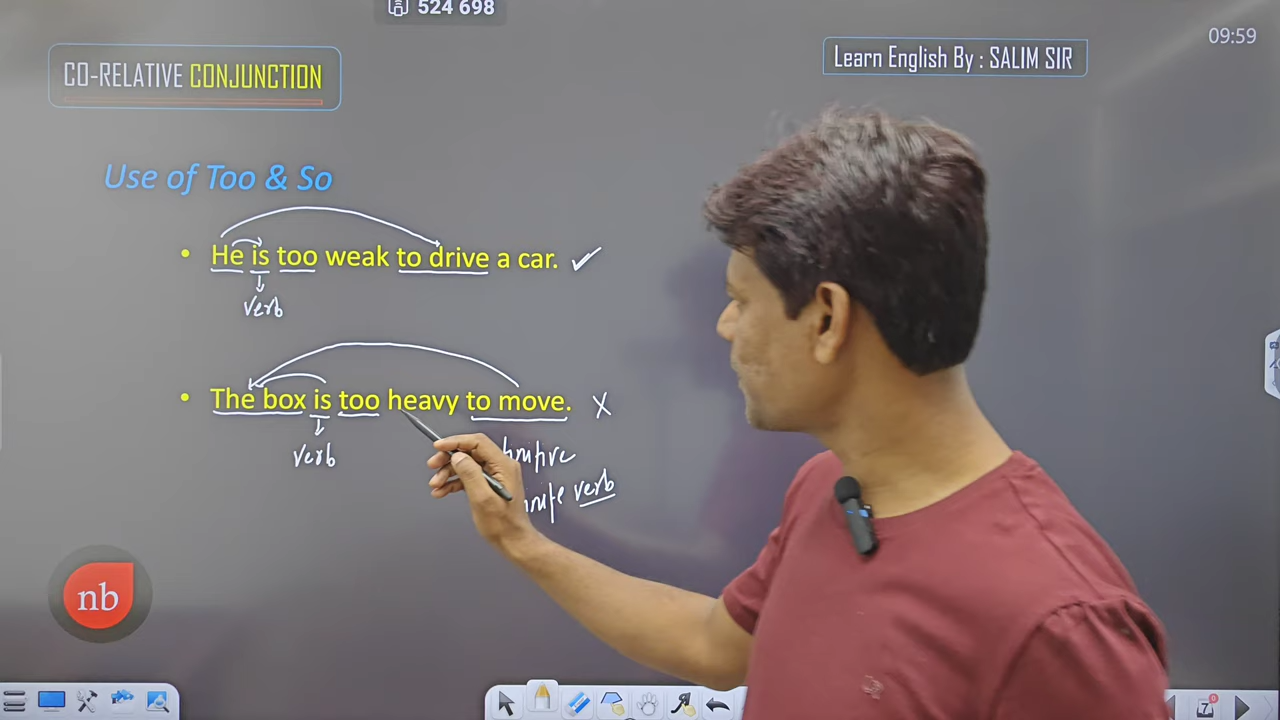 524 698
09:59
CO-RELATIVE CONJUNCTION
Learn English By : SALIM SIR
Use of Too & So
• He is too weak to drive a car. ✓
verb
• The box is too heavy to move. X
verb
verb
nb